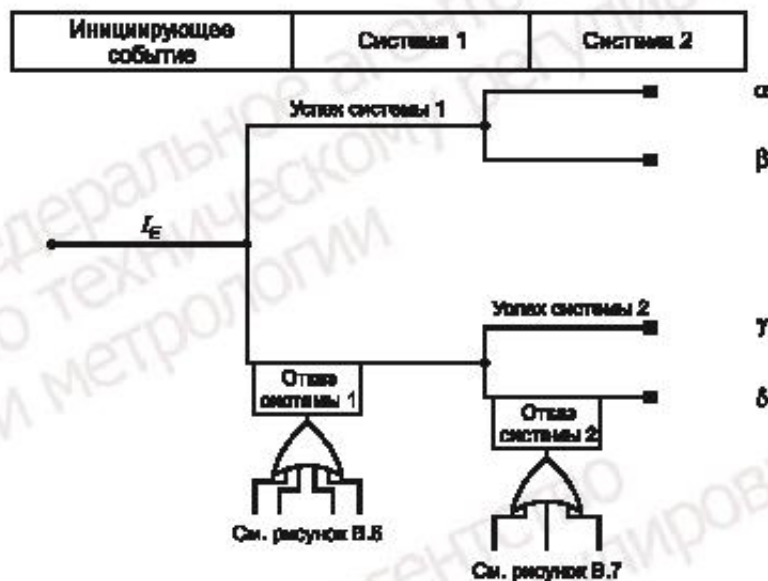 Инициирующее
событие
Система 1
Система 2
Успех системы 1
α
β
I_E
Успех системы 2
γ
δ
Отказ
системы 1
Отказ
системы 2
См. рисунок В.6
См. рисунок В.7